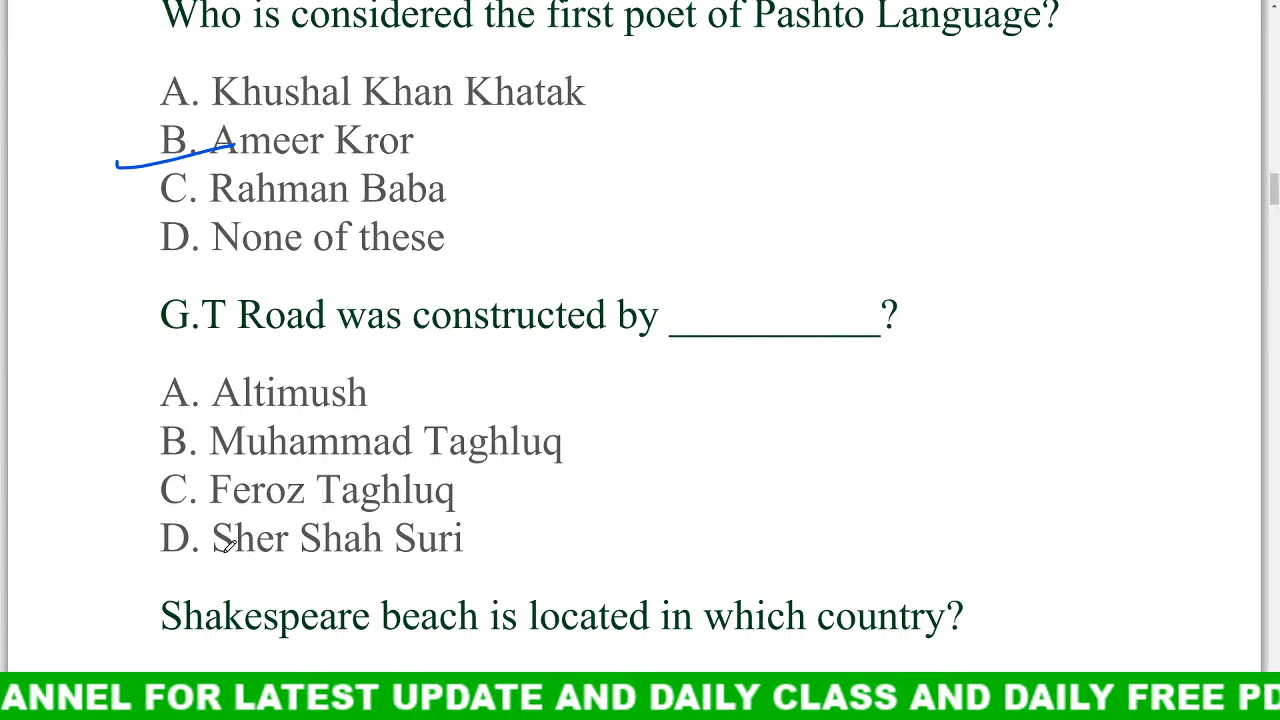 Who is considered the first poet of Pashto Language?
A. Khushal Khan Khatak
B. Ameer Kror
C. Rahman Baba
D. None of these
G.T Road was constructed by __________?
A. Altimush
B. Muhammad Taghluq
C. Feroz Taghluq
D. Sher Shah Suri
Shakespeare beach is located in which country?
ANNEL FOR LATEST UPDATE AND DAILY CLASS AND DAILY FREE PD